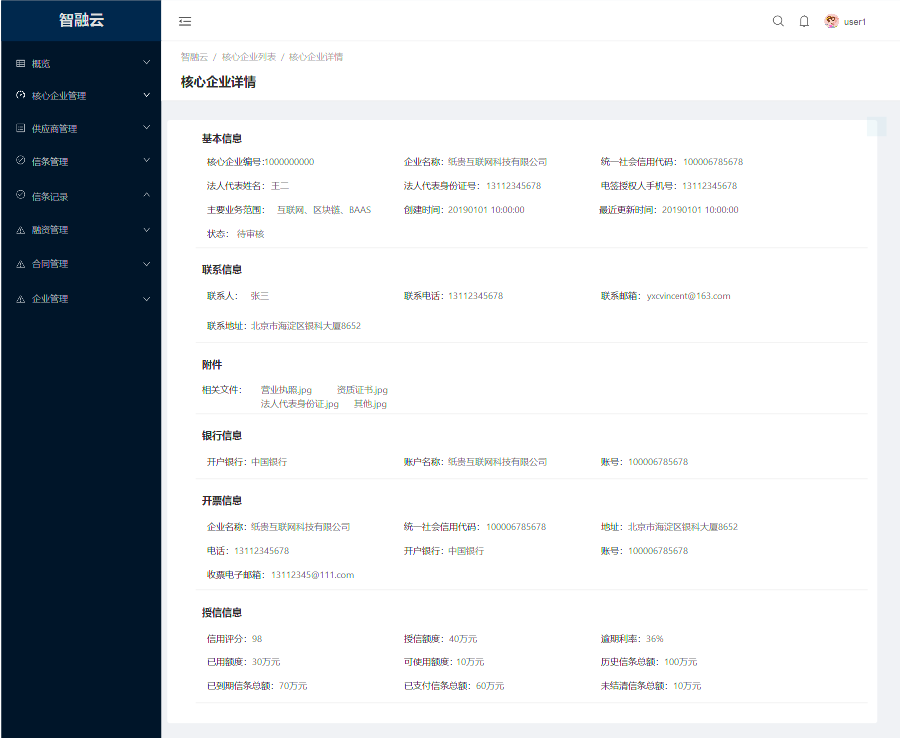 智融云
user1
概览
核心企业管理
供应商管理
信条管理
信条记录
融资管理
合同管理
企业管理
智融云 / 核心企业列表 / 核心企业详情
核心企业详情
基本信息
核心企业编号:1000000000 企业名称：纸贵互联网科技有限公司 统一社会信用代码：100006785678
法人代表姓名：王二 法人代表身份证号：13112345678 电签授权人手机号：13112345678
主要业务范围： 互联网、区块链、BAAS 创建时间：20190101 10:00:00 最近更新时间：20190101 10:00:00
状态：待审核
联系信息
联系人： 张三 联系电话：13112345678 联系邮箱：yxcvincent@163.com
联系地址：北京市海淀区银科大厦8652
附件
相关文件： 营业执照.jpg 资质证书.jpg
法人代表身份证.jpg 其他.jpg
银行信息
开户银行：中国银行 账户名称：纸贵互联网科技有限公司 账号：100006785678
开票信息
企业名称：纸贵互联网科技有限公司 统一社会信用代码：100006785678 地址：北京市海淀区银科大厦8652
电话：13112345678 开户银行：中国银行 账号：100006785678
收票电子邮箱：13112345@111.com
授信信息
信用评分：98 授信额度：40万元 逾期利率：36%
已用额度：30万元 可使用额度：10万元 历史信条总额：100万元
已到期信条总额：70万元 已支付信条总额：60万元 未结清信条总额：10万元